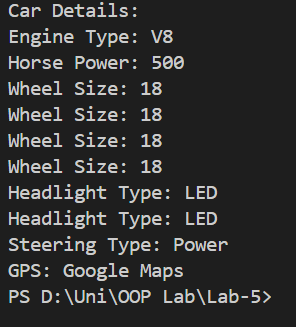 Car Details:
Engine Type: V8
Horse Power: 500
Wheel Size: 18
Wheel Size: 18
Wheel Size: 18
Wheel Size: 18
Headlight Type: LED
Headlight Type: LED
Steering Type: Power
GPS: Google Maps
PS D:\Uni\OOP Lab\Lab-5>